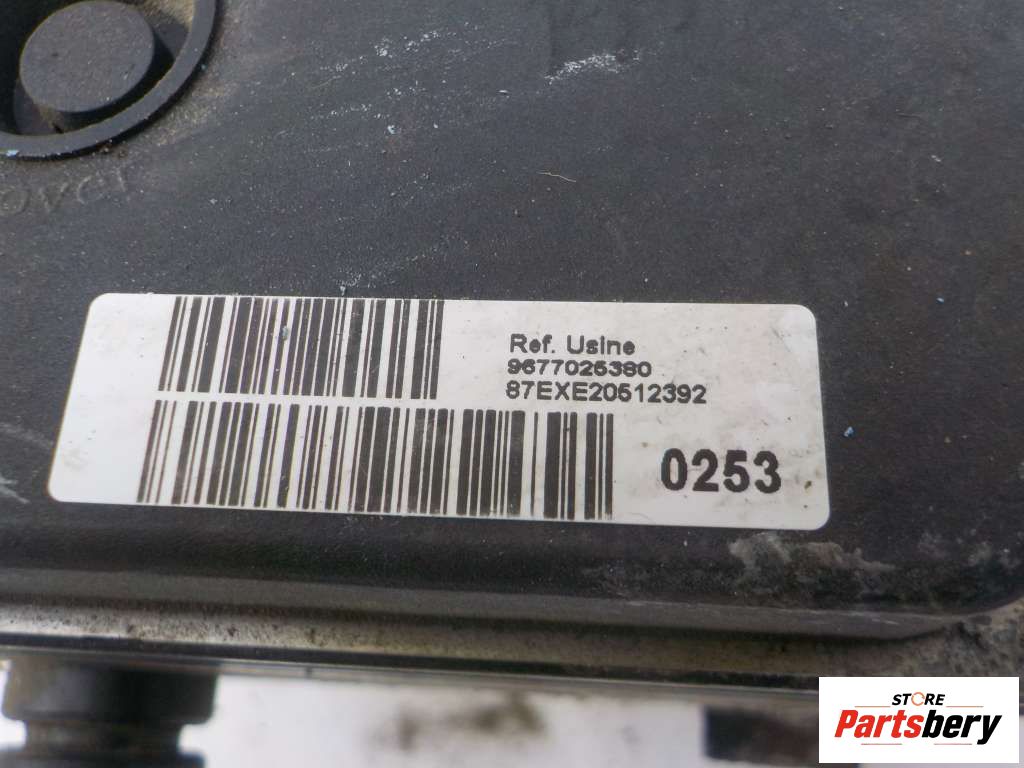 Ref. Usine
9677025380
87EXE20512392
0253
STORE
Partsbery